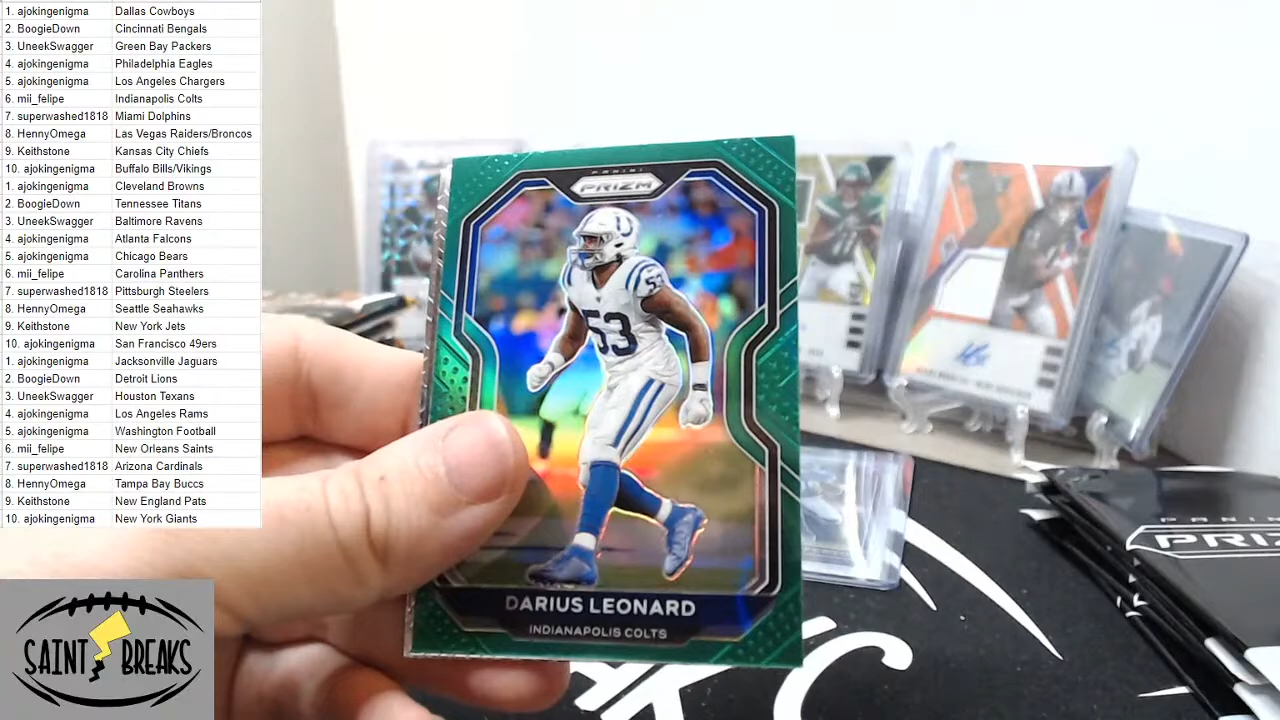 1. ajokingenigma Dallas Cowboys
2. BoogieDown Cincinnati Bengals
3. UneekSwagger Green Bay Packers
4. ajokingenigma Philadelphia Eagles
5. ajokingenigma Los Angeles Chargers
6. mii_felipe Indianapolis Colts
7. superwashed1818 Miami Dolphins
8. HennyOmega Las Vegas Raiders/Broncos
9. Keithstone Kansas City Chiefs
10. ajokingenigma Buffalo Bills/Vikings
1. ajokingenigma Cleveland Browns
2. BoogieDown Tennessee Titans
3. UneekSwagger Baltimore Ravens
4. ajokingenigma Atlanta Falcons
5. ajokingenigma Chicago Bears
6. mii_felipe Carolina Panthers
7. superwashed1818 Pittsburgh Steelers
8. HennyOmega Seattle Seahawks
9. Keithstone New York Jets
10. ajokingenigma San Francisco 49ers
1. ajokingenigma Jacksonville Jaguars
2. BoogieDown Detroit Lions
3. UneekSwagger Houston Texans
4. ajokingenigma Los Angeles Rams
5. ajokingenigma Washington Football
6. mii_felipe New Orleans Saints
7. superwashed1818 Arizona Cardinals
8. HennyOmega Tampa Bay Buccs
9. Keithstone New England Pats
10. ajokingenigma New York Giants
SAINT BREAKS
PANINI
PRIZM
53
53
DARIUS LEONARD
INDIANAPOLIS COLTS
PANINI
PRIZ